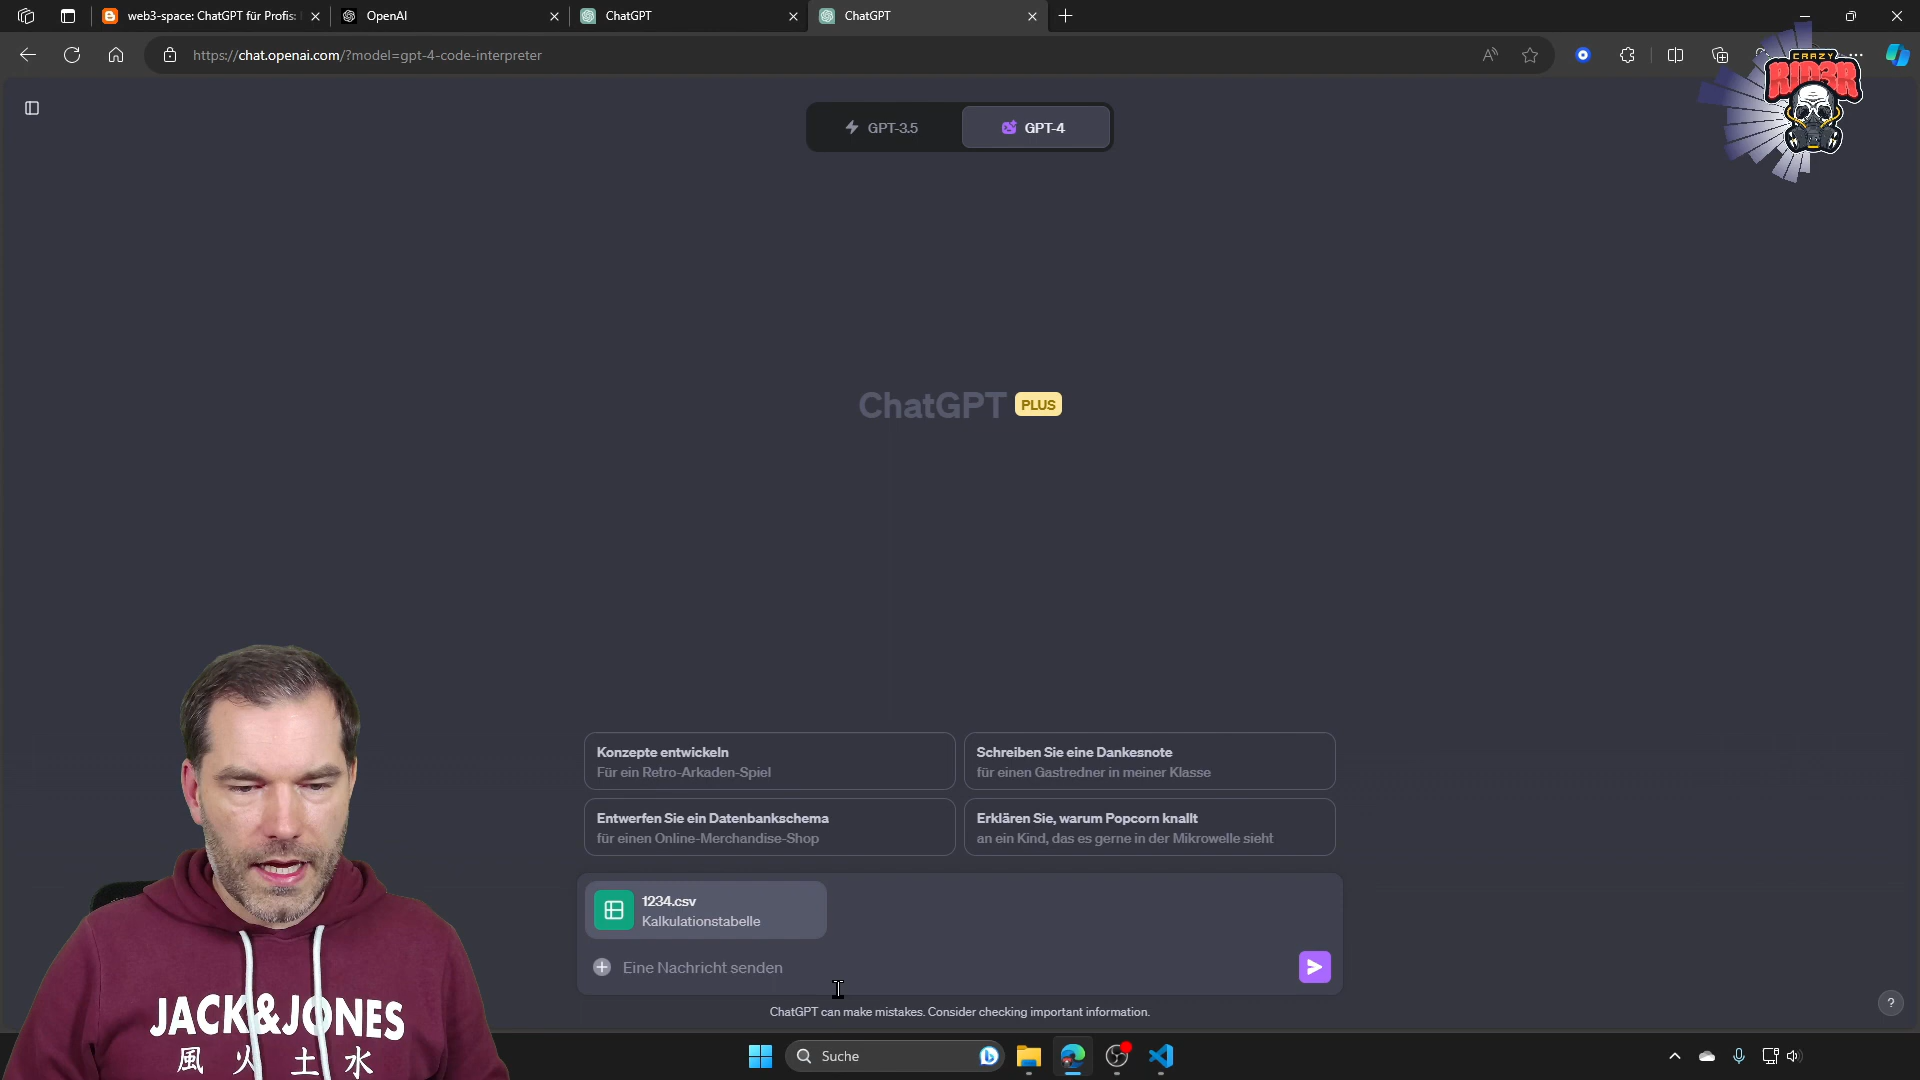 web3-space: ChatGPT für Profis:
OpenAI
ChatGPT
ChatGPT
https://chat.openai.com/?model=gpt-4-code-interpreter
CRAZY
RID3R
GPT-3.5
GPT-4
ChatGPT PLUS
Konzepte entwickeln
Für ein Retro-Arkaden-Spiel
Schreiben Sie eine Dankesnote
für einen Gastredner in meiner Klasse
Entwerfen Sie ein Datenbankschema
für einen Online-Merchandise-Shop
Erklären Sie, warum Popcorn knallt
an ein Kind, das es gerne in der Mikrowelle sieht
1234.csv
Kalkulationstabelle
Eine Nachricht senden
ChatGPT can make mistakes. Consider checking important information.
?
JACK&JONES
風 火 土 水
Suche